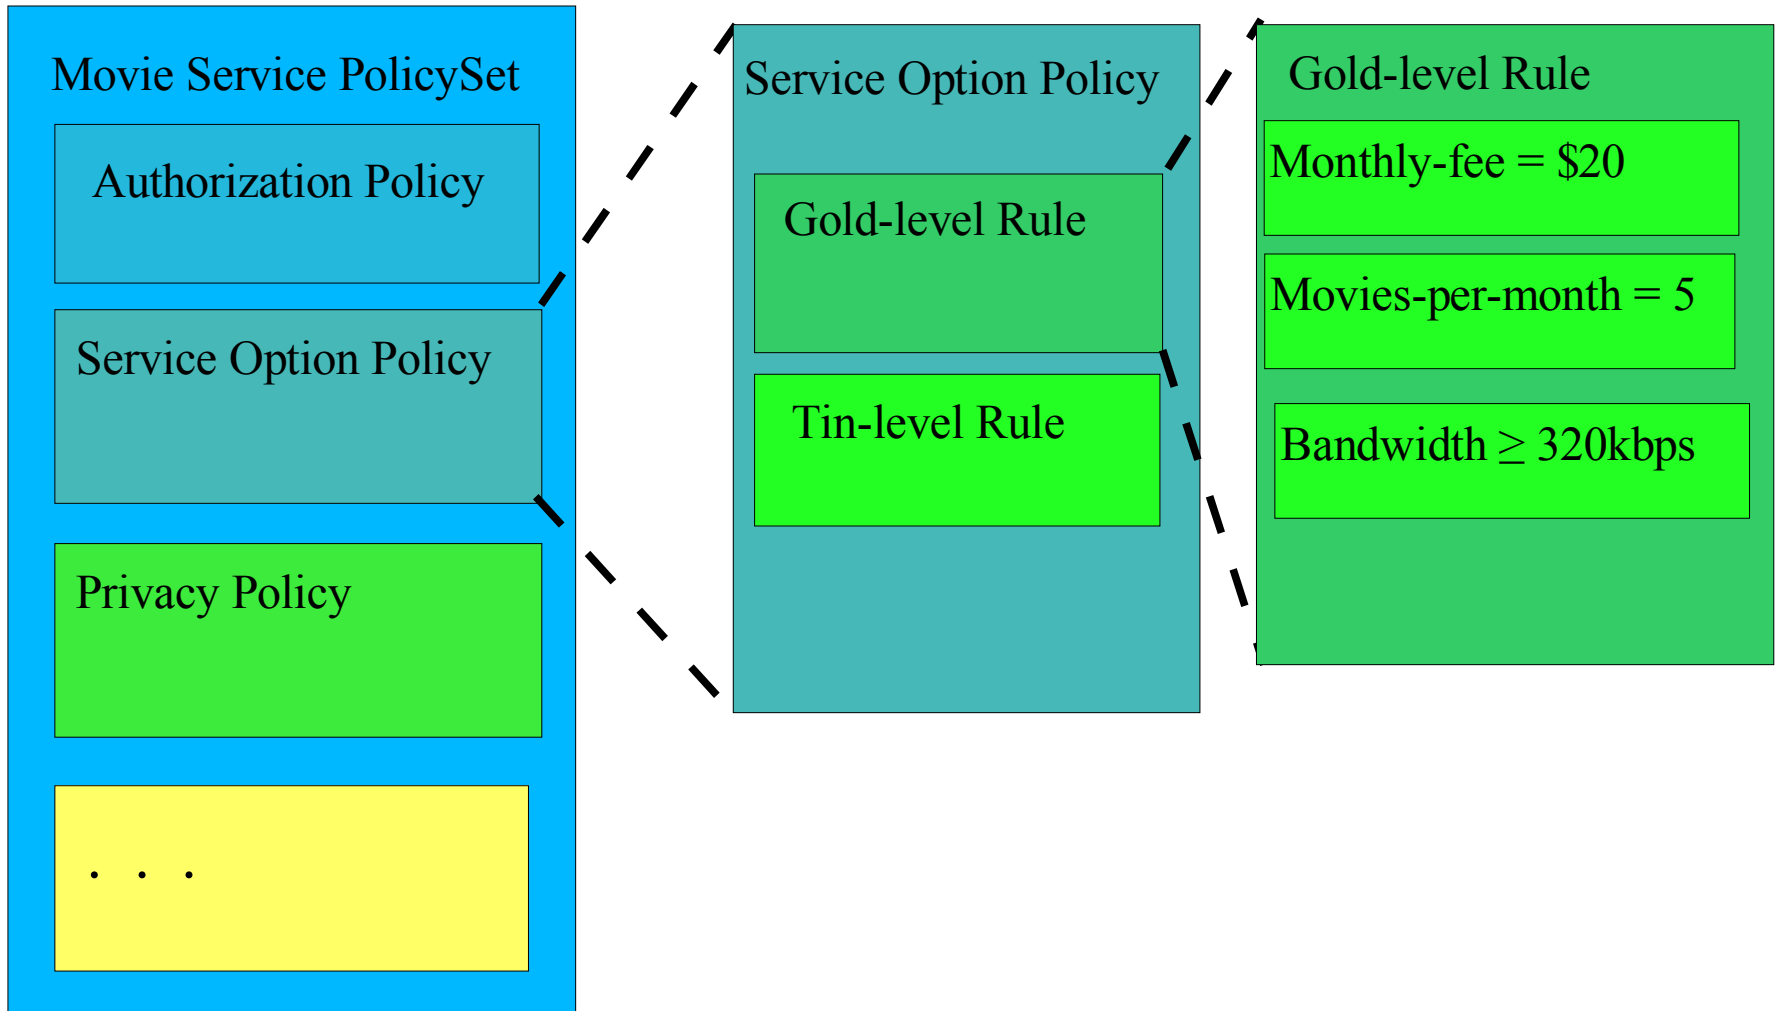 Movie Service PolicySet
Authorization Policy
Service Option Policy
Privacy Policy
. . .
Service Option Policy
Gold-level Rule
Tin-level Rule
Gold-level Rule
Monthly-fee = $20
Movies-per-month = 5
Bandwidth ≥ 320kbps